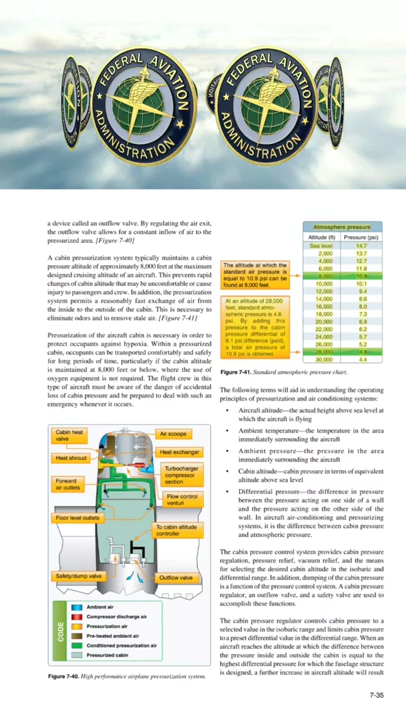 FEDERAL AVIATION
ADMINISTRATION
FEDERAL AVIATION
ADMINISTRATION
a device called an outflow valve. By regulating the air exit,
the outflow valve allows for a constant inflow of air to the
pressurized area. [Figure 7-40]
A cabin pressurization system typically maintains a cabin
pressure altitude of approximately 8,000 feet at the maximum
designed cruising altitude of an aircraft. This prevents rapid
changes of cabin altitude that may be uncomfortable or cause
injury to passengers and crew. In addition, the pressurization
system permits a reasonably fast exchange of air from
the inside to the outside of the cabin. This is necessary to
eliminate odors and to remove stale air. [Figure 7-41]
Pressurization of the aircraft cabin is necessary in order to
protect occupants against hypoxia. Within a pressurized
cabin, occupants can be transported comfortably and safely
for long periods of time, particularly if the cabin altitude
is maintained at 8,000 feet or below, where the use of
oxygen equipment is not required. The flight crew in this
type of aircraft must be aware of the danger of accidental
loss of cabin pressure and be prepared to deal with such an
emergency whenever it occurs.
Cabin heat
valve
Heat shroud
Forward
air outlets
Floor level outlets
Safety/dump valve
Air scoops
Heat exchanger
Turbocharger
compressor
section
Flow control
venturi
To cabin altitude
controller
Outflow valve
CODE
Ambient air
Compressor discharge air
Pressurization air
Pre-heated ambient air
Conditioned pressurization air
Pressurized cabin
Figure 7-40. High performance airplane pressurization system.
The altitude at which the
standard air pressure is
equal to 10.9 psi can be
found at 8,000 feet.
At an altitude of 28,000
feet, standard atmo-
spheric pressure is 4.8
psi. By adding this
pressure to the cabin
pressure differential of
6.1 psi difference (psid),
a total air pressure of
10.9 psi is obtained.
Atmosphere pressure
Altitude (ft) Pressure (psi)
Sea level 14.7
2,000 13.7
4,000 12.7
6,000 11.8
8,000 10.9
10,000 10.1
12,000 9.4
14,000 8.6
16,000 8.0
18,000 7.3
20,000 6.8
22,000 6.2
24,000 5.7
26,000 5.2
28,000 4.8
30,000 4.4
Figure 7-41. Standard atmospheric pressure chart.
The following terms will aid in understanding the operating
principles of pressurization and air conditioning systems:
• Aircraft altitude—the actual height above sea level at
which the aircraft is flying
• Ambient temperature—the temperature in the area
immediately surrounding the aircraft
• Ambient pressure—the pressure in the area
immediately surrounding the aircraft
• Cabin altitude—cabin pressure in terms of equivalent
altitude above sea level
• Differential pressure—the difference in pressure
between the pressure acting on one side of a wall
and the pressure acting on the other side of the
wall. In aircraft air-conditioning and pressurizing
systems, it is the difference between cabin pressure
and atmospheric pressure.
The cabin pressure control system provides cabin pressure
regulation, pressure relief, vacuum relief, and the means
for selecting the desired cabin altitude in the isobaric and
differential range. In addition, dumping of the cabin pressure
is a function of the pressure control system. A cabin pressure
regulator, an outflow valve, and a safety valve are used to
accomplish these functions.
The cabin pressure regulator controls cabin pressure to a
selected value in the isobaric range and limits cabin pressure
to a preset differential value in the differential range. When an
aircraft reaches the altitude at which the difference between
the pressure inside and outside the cabin is equal to the
highest differential pressure for which the fuselage structure
is designed, a further increase in aircraft altitude will result
7-35